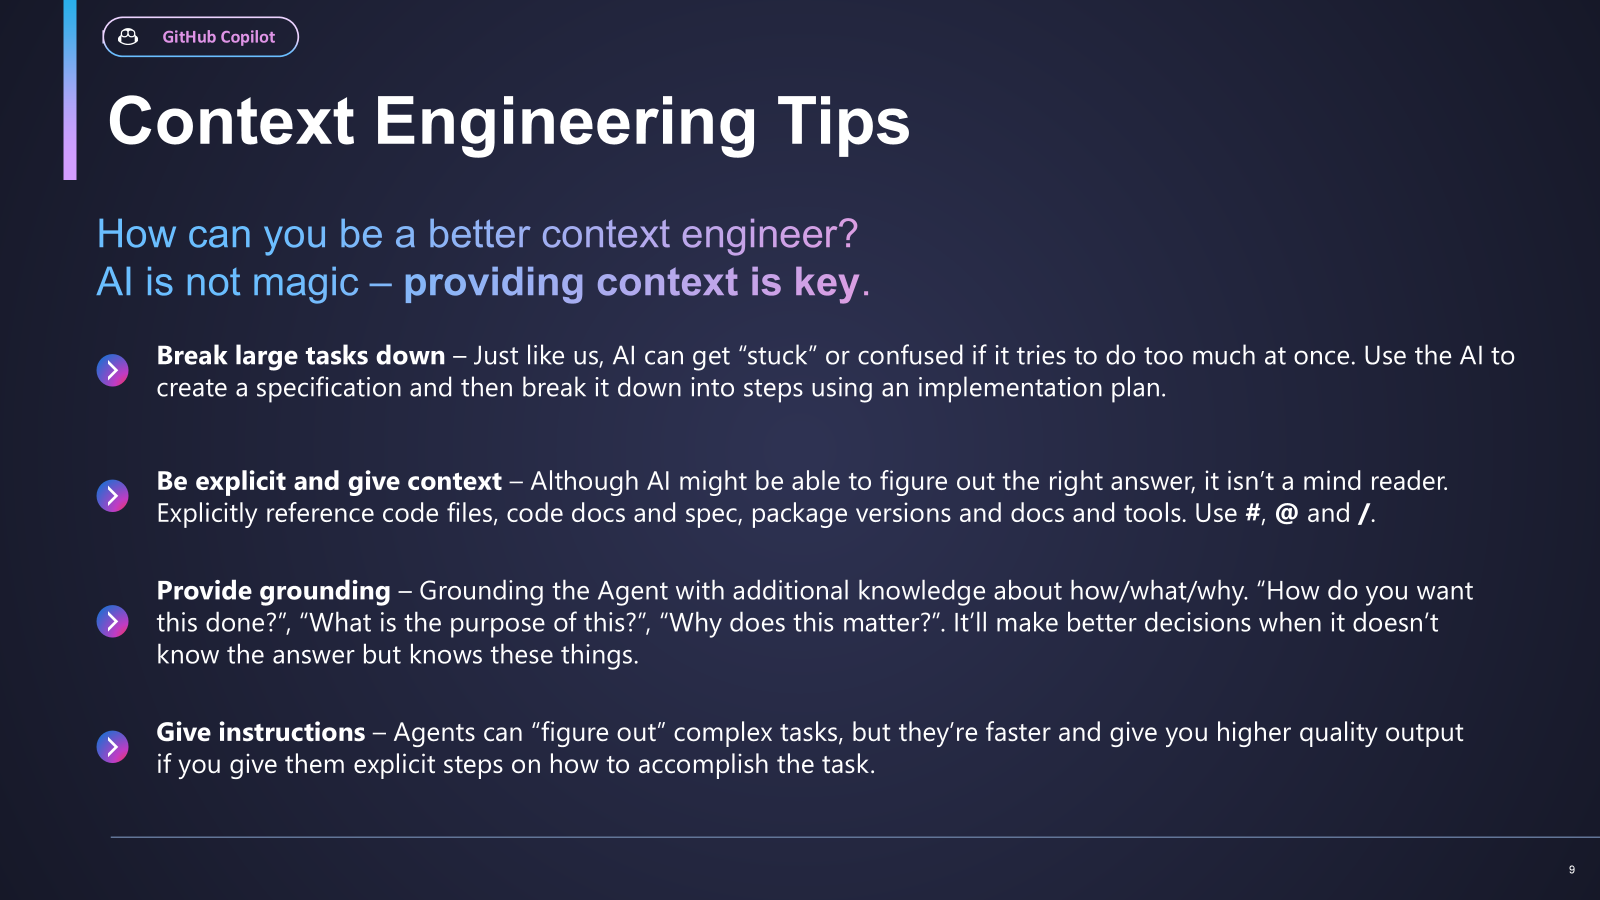 GitHub Copilot
Context Engineering Tips
How can you be a better context engineer?
AI is not magic – providing context is key.
Break large tasks down – Just like us, AI can get “stuck” or confused if it tries to do too much at once. Use the AI to
create a specification and then break it down into steps using an implementation plan.
Be explicit and give context – Although AI might be able to figure out the right answer, it isn’t a mind reader.
Explicitly reference code files, code docs and spec, package versions and docs and tools. Use #, @ and /.
Provide grounding – Grounding the Agent with additional knowledge about how/what/why. “How do you want
this done?”, “What is the purpose of this?”, “Why does this matter?”. It’ll make better decisions when it doesn’t
know the answer but knows these things.
Give instructions – Agents can “figure out” complex tasks, but they’re faster and give you higher quality output
if you give them explicit steps on how to accomplish the task.
9